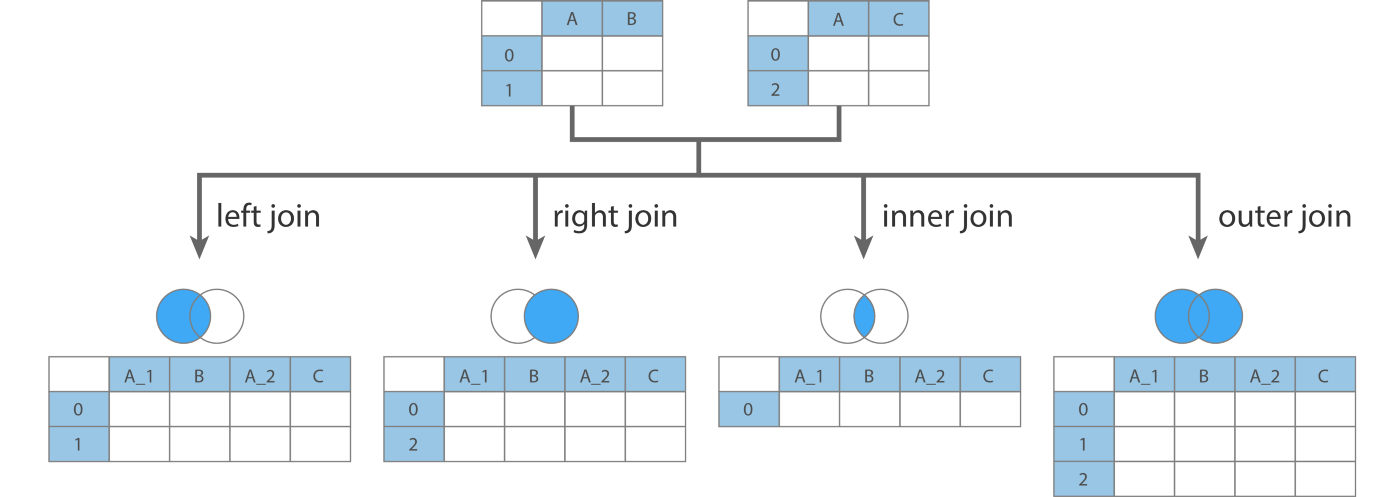 A B
0
1
A C
0
2
left join
right join
inner join
outer join
A_1 B A_2 C
0
1
A_1 B A_2 C
0
2
A_1 B A_2 C
0
A_1 B A_2 C
0
1
2